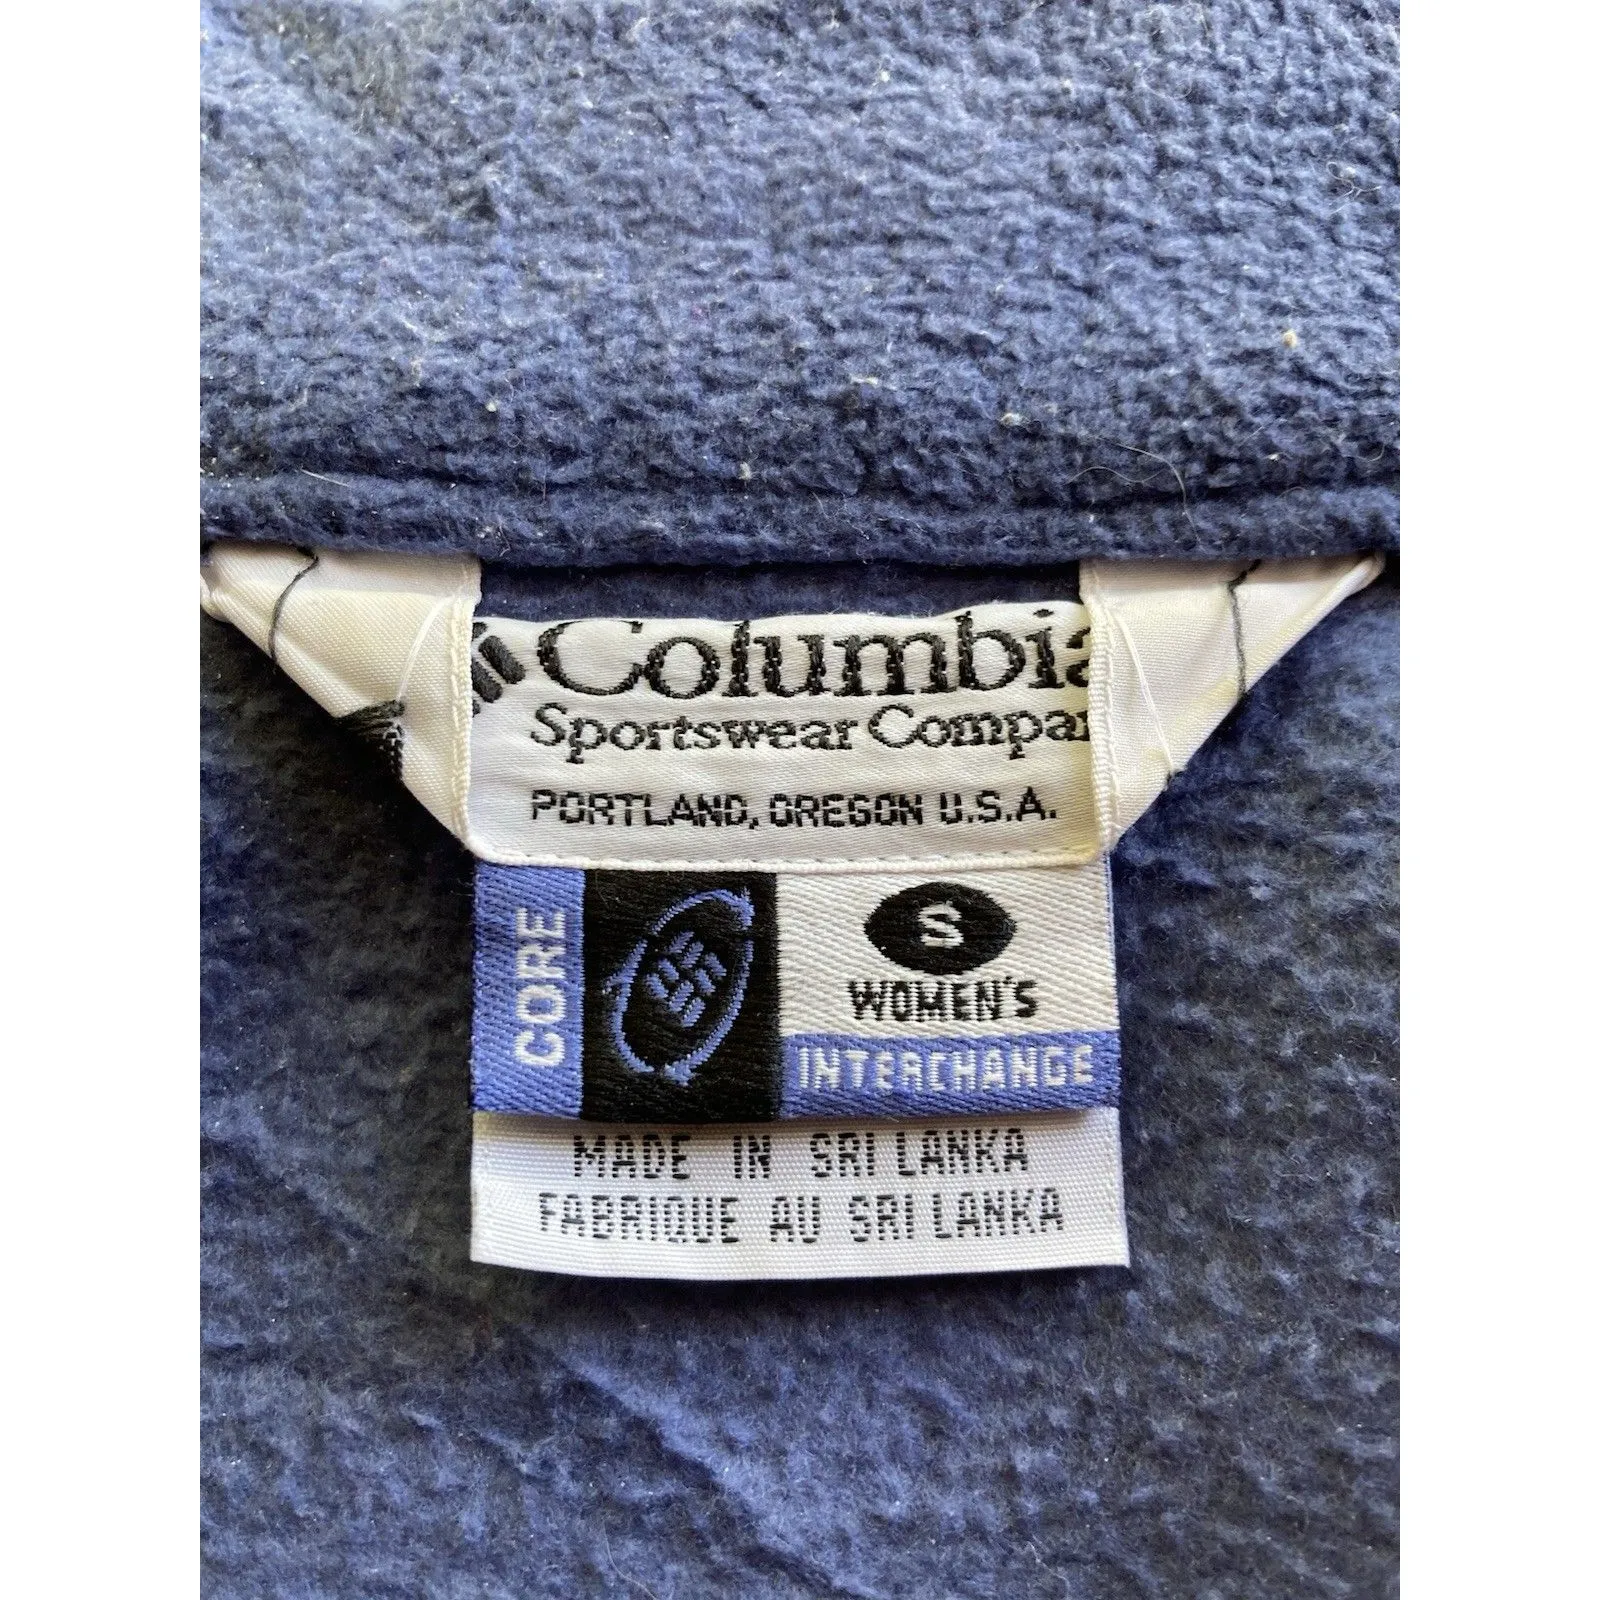 Columbia
Sportswear Compan
PORTLAND, OREGON U.S.A.
CORE
S
WOMEN'S
INTERCHANGE
MADE IN SRI LANKA
FABRIQUE AU SRI LANKA